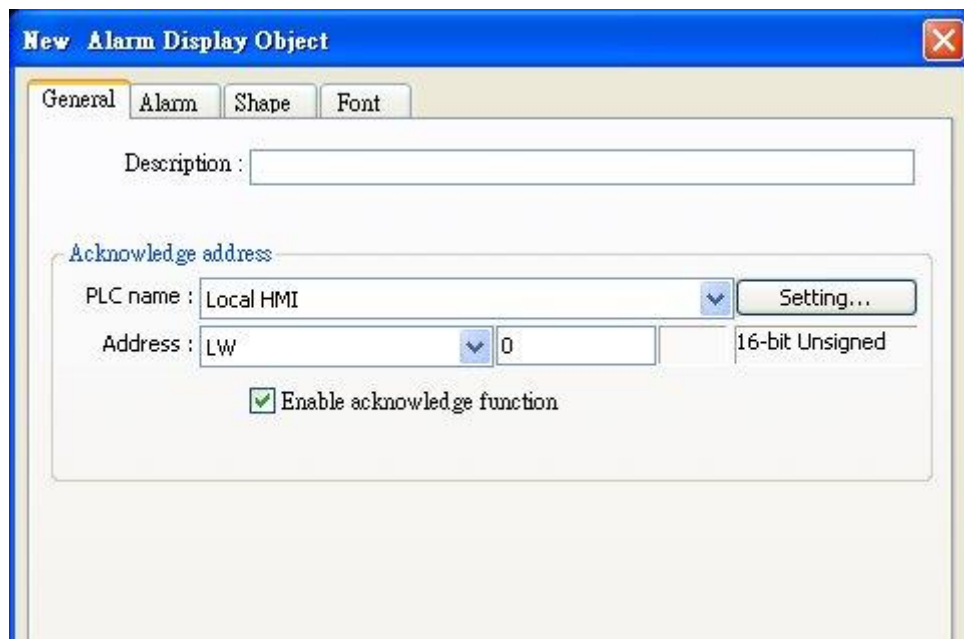 New Alarm Display Object
General Alarm Shape Font
Description :
Acknowledge address
PLC name : Local HMI Setting...
Address : LW 0 16-bit Unsigned
Enable acknowledge function